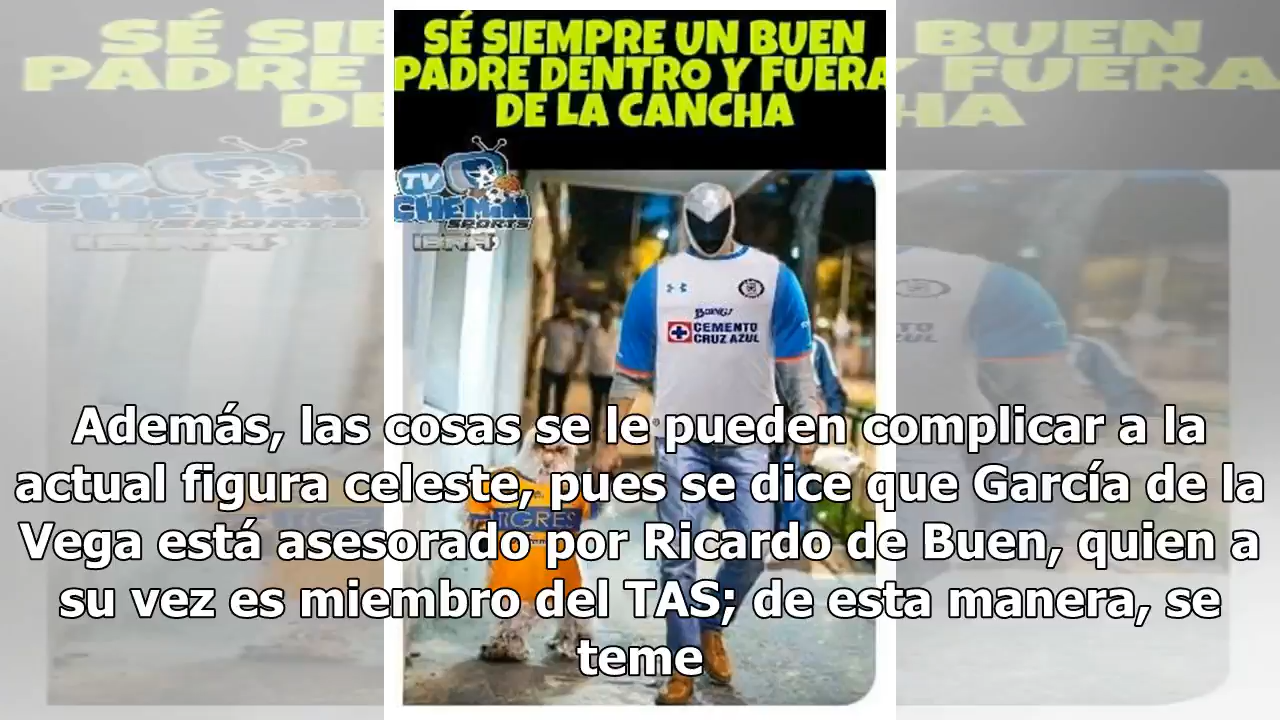 SÉ SIEMPRE UN BUEN
PADRE DENTRO Y FUERA
DE LA CANCHA
TV
CHEMIN
SPORTS
CEMENTO
CRUZ AZUL
TIGRES
Además, las cosas se le pueden complicar a la
actual figura celeste, pues se dice que García de la
Vega está asesorado por Ricardo de Buen, quien a
su vez es miembro del TAS; de esta manera, se
teme